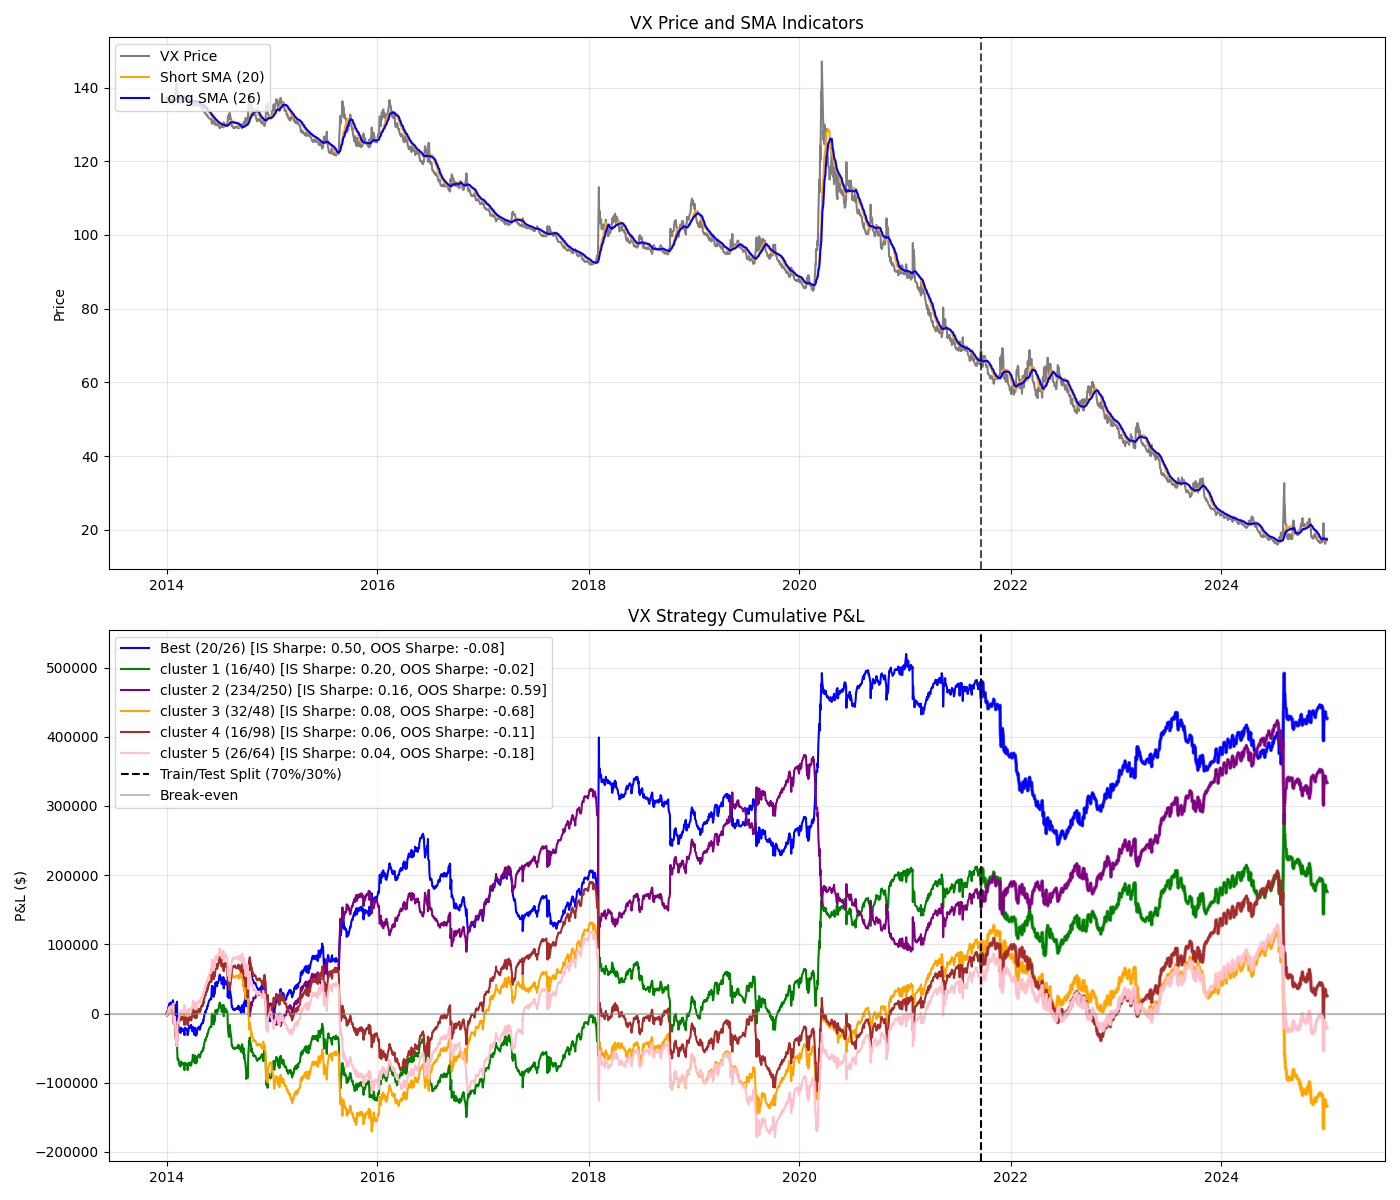 VX Price and SMA Indicators
VX Price
Short SMA (20)
Long SMA (26)
Price
140
120
100
80
60
40
20
2014
2016
2018
2020
2022
2024
VX Strategy Cumulative P&L
Best (20/26) [IS Sharpe: 0.50, OOS Sharpe: -0.08]
cluster 1 (16/40) [IS Sharpe: 0.20, OOS Sharpe: -0.02]
cluster 2 (234/250) [IS Sharpe: 0.16, OOS Sharpe: 0.59]
cluster 3 (32/48) [IS Sharpe: 0.08, OOS Sharpe: -0.68]
cluster 4 (16/98) [IS Sharpe: 0.06, OOS Sharpe: -0.11]
cluster 5 (26/64) [IS Sharpe: 0.04, OOS Sharpe: -0.18]
Train/Test Split (70%/30%)
Break-even
P&L ($)
500000
400000
300000
200000
100000
0
−100000
−200000
2014
2016
2018
2020
2022
2024